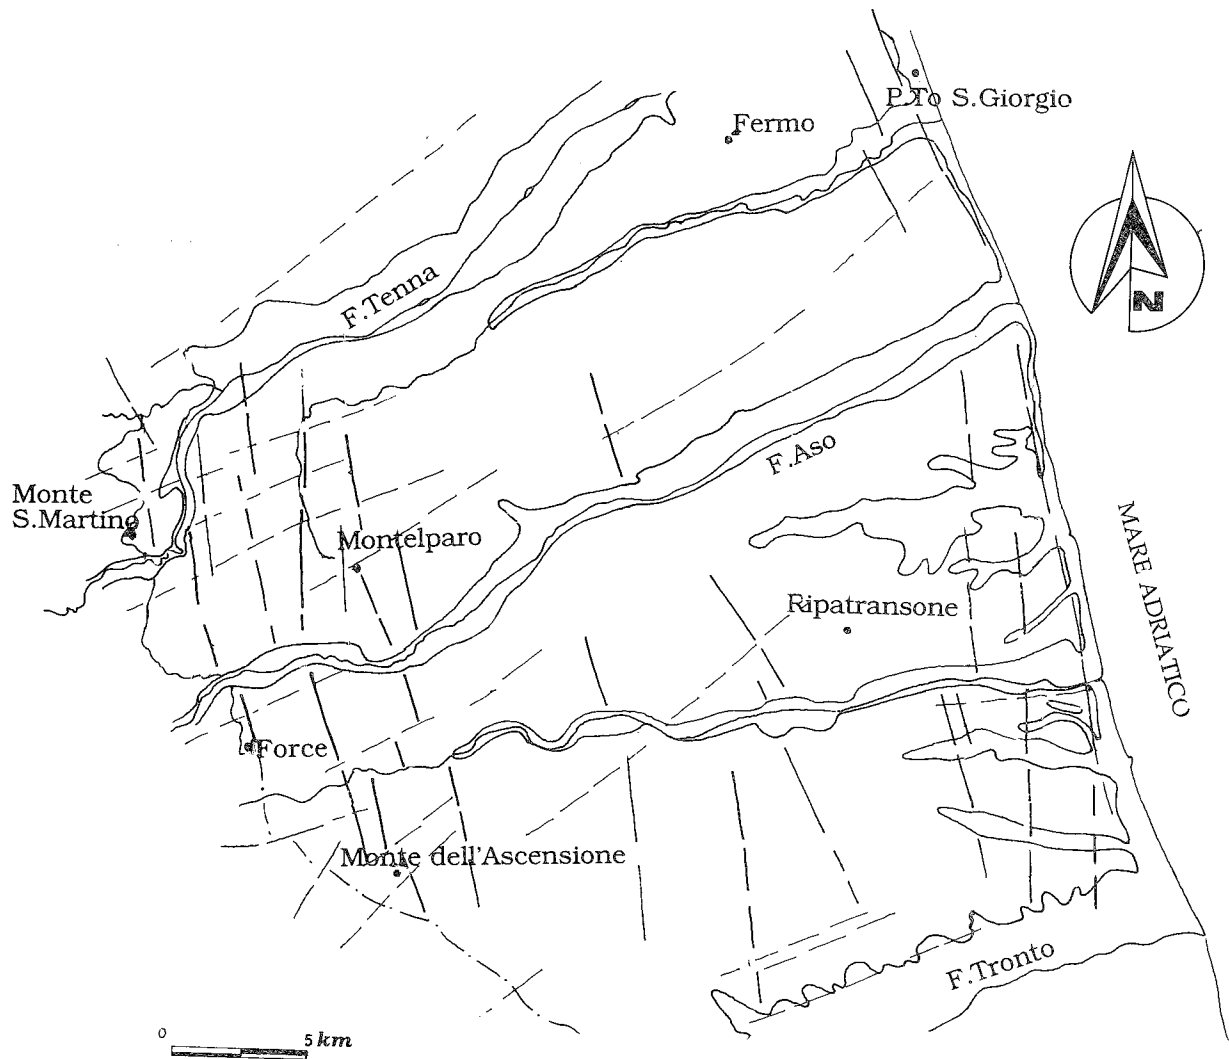 P.To S.Giorgio
Fermo
F.Tenna
N
F.Aso
Monte
S.Martino
Montelparo
MARE ADRIATICO
Ripatransone
Force
Monte dell'Ascensione
F.Tronto
0
5 km